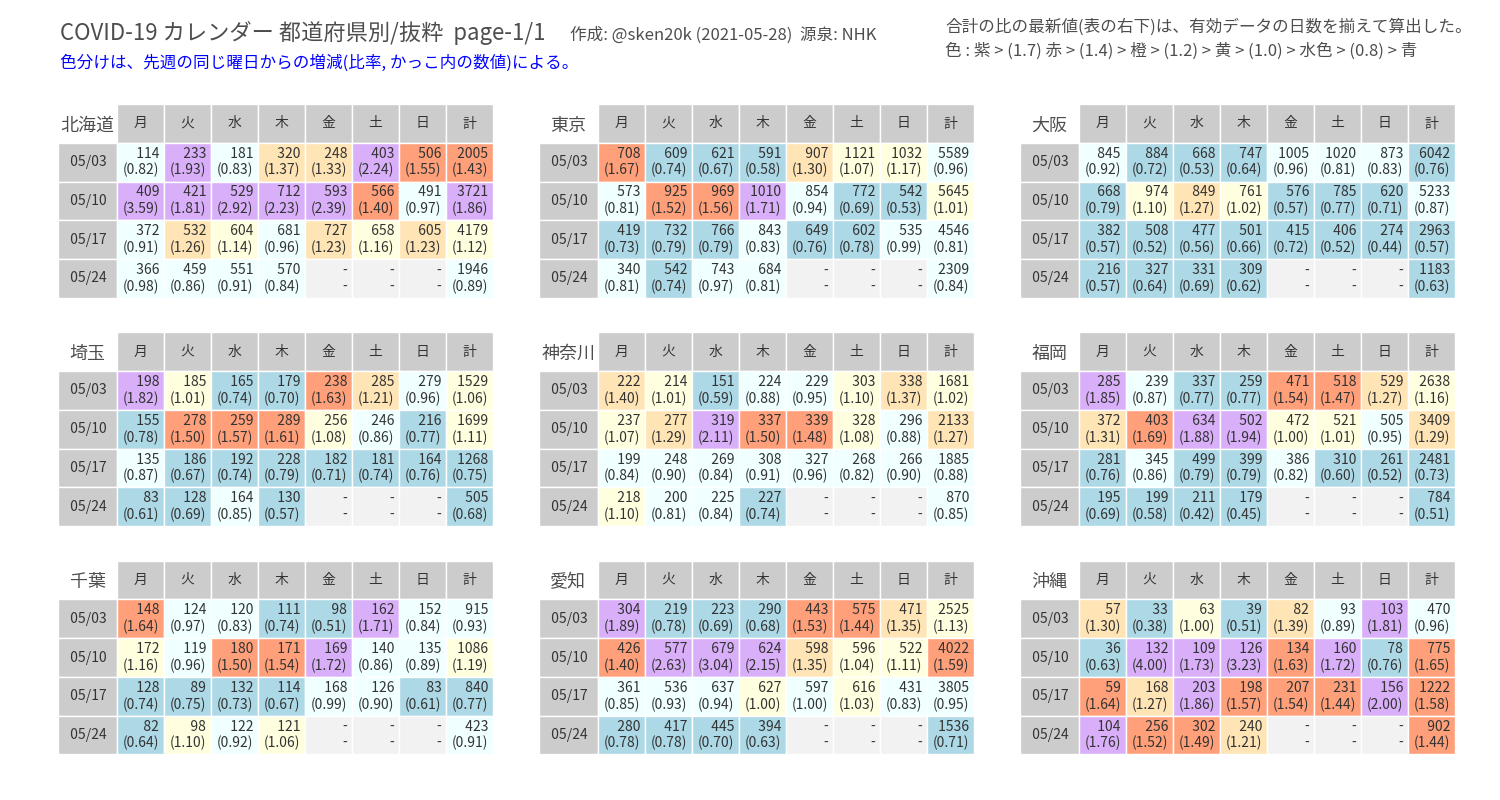 COVID-19 カレンダー 都道府県別/抜粋 page-1/1 作成: @sken20k (2021-05-28) 源泉: NHK
合計の比の最新値(表の右下)は、有効データの日数を揃えて算出した。
色分けは、先週の同じ曜日からの増減(比率, かっこ内の数値)による。
色 : 紫 > (1.7) 赤 > (1.4) > 橙 > (1.2) > 黄 > (1.0) > 水色 > (0.8) > 青
北海道 月 火 水 木 金 土 日 計
05/03 114 233 181 320 248 403 506 2005
(0.82) (1.93) (0.83) (1.37) (1.33) (2.24) (1.55) (1.43)
05/10 409 421 529 712 593 566 491 3721
(3.59) (1.81) (2.92) (2.23) (2.39) (1.40) (0.97) (1.86)
05/17 372 532 604 681 727 658 605 4179
(0.91) (1.26) (1.14) (0.96) (1.23) (1.16) (1.23) (1.12)
05/24 366 459 551 570 - - - 1946
(0.98) (0.86) (0.91) (0.84) - - - (0.89)
東京 月 火 水 木 金 土 日 計
05/03 708 609 621 591 907 1121 1032 5589
(1.67) (0.74) (0.67) (0.58) (1.30) (1.07) (1.17) (0.96)
05/10 573 925 969 1010 854 772 542 5645
(0.81) (1.52) (1.56) (1.71) (0.94) (0.69) (0.53) (1.01)
05/17 419 732 766 843 649 602 535 4546
(0.73) (0.79) (0.79) (0.83) (0.76) (0.78) (0.99) (0.81)
05/24 340 542 743 684 - - - 2309
(0.81) (0.74) (0.97) (0.81) - - - (0.84)
大阪 月 火 水 木 金 土 日 計
05/03 845 884 668 747 1005 1020 873 6042
(0.92) (0.72) (0.53) (0.64) (0.96) (0.81) (0.83) (0.76)
05/10 668 974 849 761 576 785 620 5233
(0.79) (1.10) (1.27) (1.02) (0.57) (0.77) (0.71) (0.87)
05/17 382 508 477 501 415 406 274 2963
(0.57) (0.52) (0.56) (0.66) (0.72) (0.52) (0.44) (0.57)
05/24 216 327 331 309 - - - 1183
(0.57) (0.64) (0.69) (0.62) - - - (0.63)
埼玉 月 火 水 木 金 土 日 計
05/03 198 185 165 179 238 285 279 1529
(1.82) (1.01) (0.74) (0.70) (1.63) (1.21) (0.96) (1.06)
05/10 155 278 259 289 256 246 216 1699
(0.78) (1.50) (1.57) (1.61) (1.08) (0.86) (0.77) (1.11)
05/17 135 186 192 228 182 181 164 1268
(0.87) (0.67) (0.74) (0.79) (0.71) (0.74) (0.76) (0.75)
05/24 83 128 164 130 - - - 505
(0.61) (0.69) (0.85) (0.57) - - - (0.68)
神奈川 月 火 水 木 金 土 日 計
05/03 222 214 151 224 229 303 338 1681
(1.40) (1.01) (0.59) (0.88) (0.95) (1.10) (1.37) (1.02)
05/10 237 277 319 337 339 328 296 2133
(1.07) (1.29) (2.11) (1.50) (1.48) (1.08) (0.88) (1.27)
05/17 199 248 269 308 327 268 266 1885
(0.84) (0.90) (0.84) (0.91) (0.96) (0.82) (0.90) (0.88)
05/24 218 200 225 227 - - - 870
(1.10) (0.81) (0.84) (0.74) - - - (0.85)
福岡 月 火 水 木 金 土 日 計
05/03 285 239 337 259 471 518 529 2638
(1.85) (0.87) (0.77) (0.77) (1.54) (1.47) (1.27) (1.16)
05/10 372 403 634 502 472 521 505 3409
(1.31) (1.69) (1.88) (1.94) (1.00) (1.01) (0.95) (1.29)
05/17 281 345 499 399 386 310 261 2481
(0.76) (0.86) (0.79) (0.79) (0.82) (0.60) (0.52) (0.73)
05/24 195 199 211 179 - - - 784
(0.69) (0.58) (0.42) (0.45) - - - (0.51)
千葉 月 火 水 木 金 土 日 計
05/03 148 124 120 111 98 162 152 915
(1.64) (0.97) (0.83) (0.74) (0.51) (1.71) (0.84) (0.93)
05/10 172 119 180 171 169 140 135 1086
(1.16) (0.96) (1.50) (1.54) (1.72) (0.86) (0.89) (1.19)
05/17 128 89 132 114 168 126 83 840
(0.74) (0.75) (0.73) (0.67) (0.99) (0.90) (0.61) (0.77)
05/24 82 98 122 121 - - - 423
(0.64) (1.10) (0.92) (1.06) - - - (0.91)
愛知 月 火 水 木 金 土 日 計
05/03 304 219 223 290 443 575 471 2525
(1.89) (0.78) (0.69) (0.68) (1.53) (1.44) (1.35) (1.13)
05/10 426 577 679 624 598 596 522 4022
(1.40) (2.63) (3.04) (2.15) (1.35) (1.04) (1.11) (1.59)
05/17 361 536 637 627 597 616 431 3805
(0.85) (0.93) (0.94) (1.00) (1.00) (1.03) (0.83) (0.95)
05/24 280 417 445 394 - - - 1536
(0.78) (0.78) (0.70) (0.63) - - - (0.71)
沖縄 月 火 水 木 金 土 日 計
05/03 57 33 63 39 82 93 103 470
(1.30) (0.38) (1.00) (0.51) (1.39) (0.89) (1.81) (0.96)
05/10 36 132 109 126 134 160 78 775
(0.63) (4.00) (1.73) (3.23) (1.63) (1.72) (0.76) (1.65)
05/17 59 168 203 198 207 231 156 1222
(1.64) (1.27) (1.86) (1.57) (1.54) (1.44) (2.00) (1.58)
05/24 104 256 302 240 - - - 902
(1.76) (1.52) (1.49) (1.21) - - - (1.44)